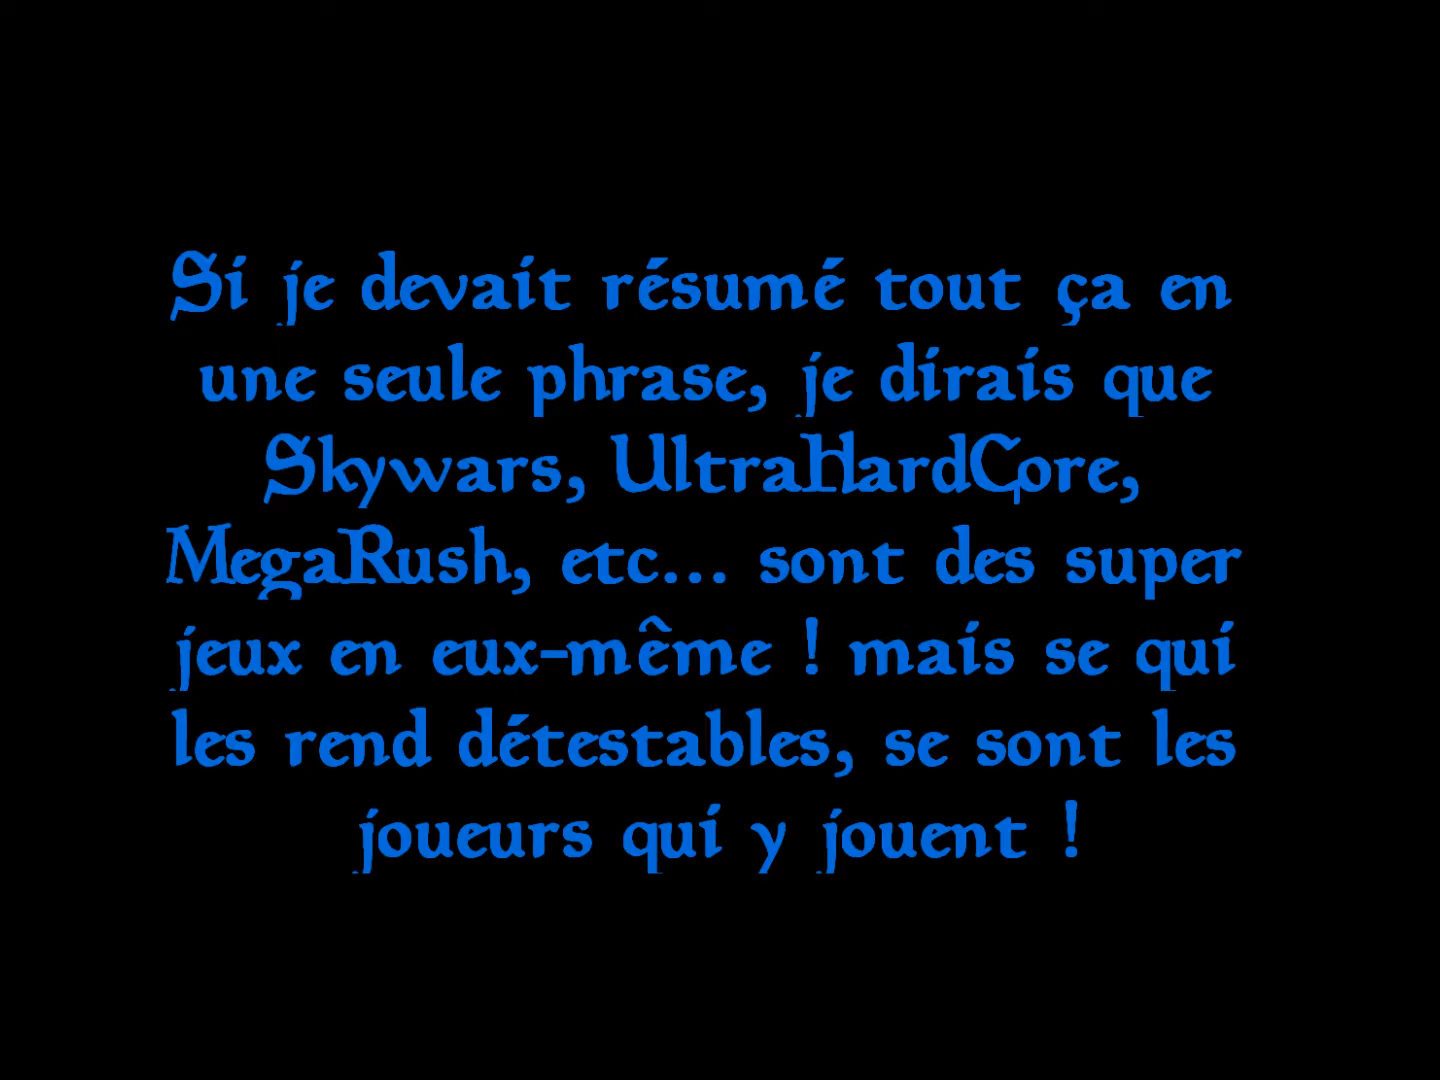 Si je devait résumé tout ça en
une seule phrase, je dirais que
Skywars, UltraHardCore,
MegaRush, etc... sont des super
jeux en eux-même ! mais se qui
les rend détestables, se sont les
joueurs qui y jouent !